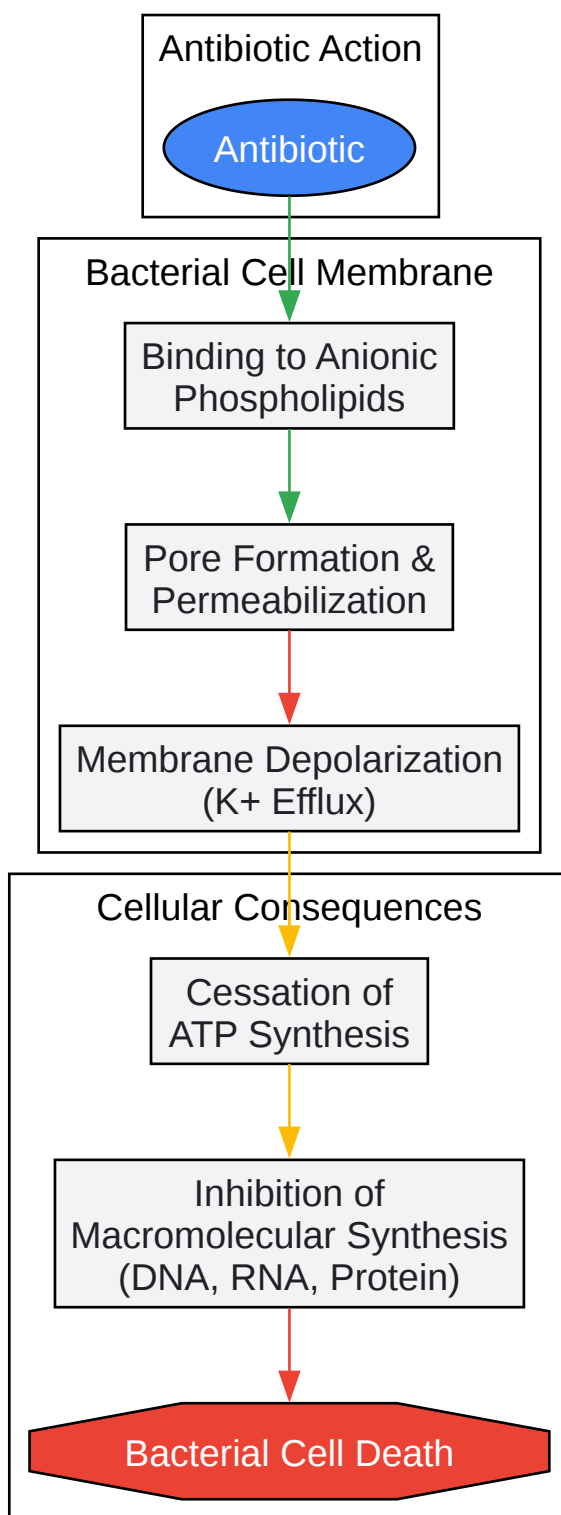 Antibiotic Action
Antibiotic
Bacterial Cell Membrane
Binding to Anionic
Phospholipids
Pore Formation &
Permeabilization
Membrane Depolarization
(K+ Efflux)
Cellular Consequences
Cessation of
ATP Synthesis
Inhibition of
Macromolecular Synthesis
(DNA, RNA, Protein)
Bacterial Cell Death